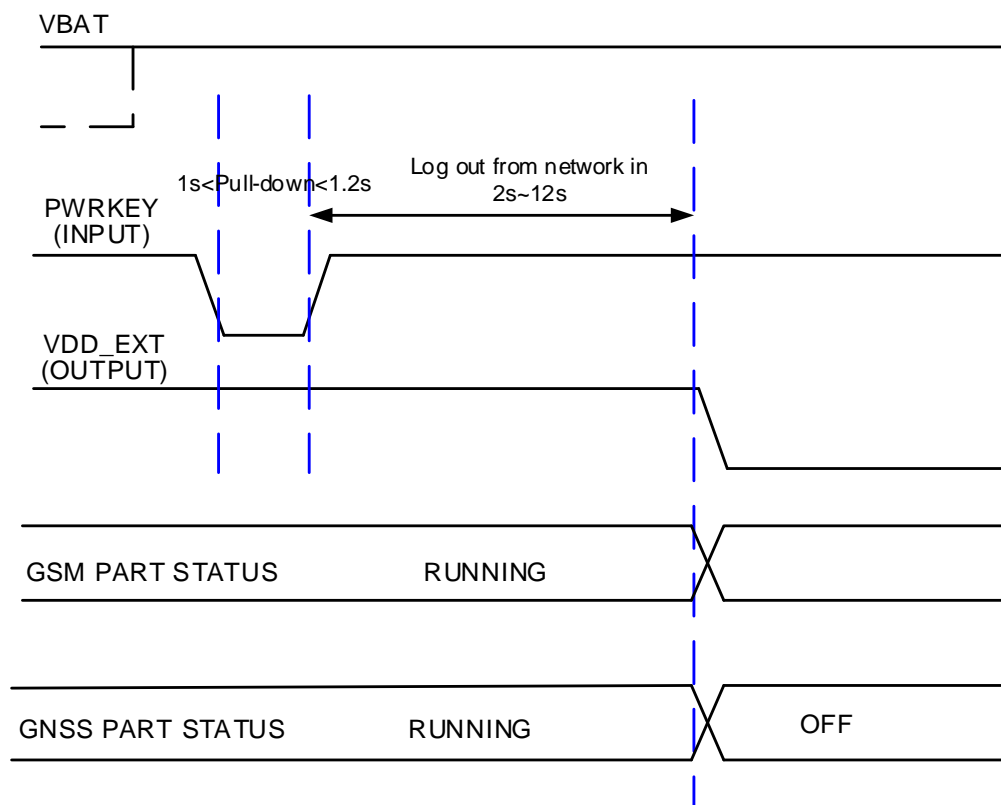 VBAT
1s<Pull-down<1.2s
Log out from network in
2s~12s
PWRKEY
(INPUT)
VDD_EXT
(OUTPUT)
GSM PART STATUS RUNNING
GNSS PART STATUS RUNNING OFF